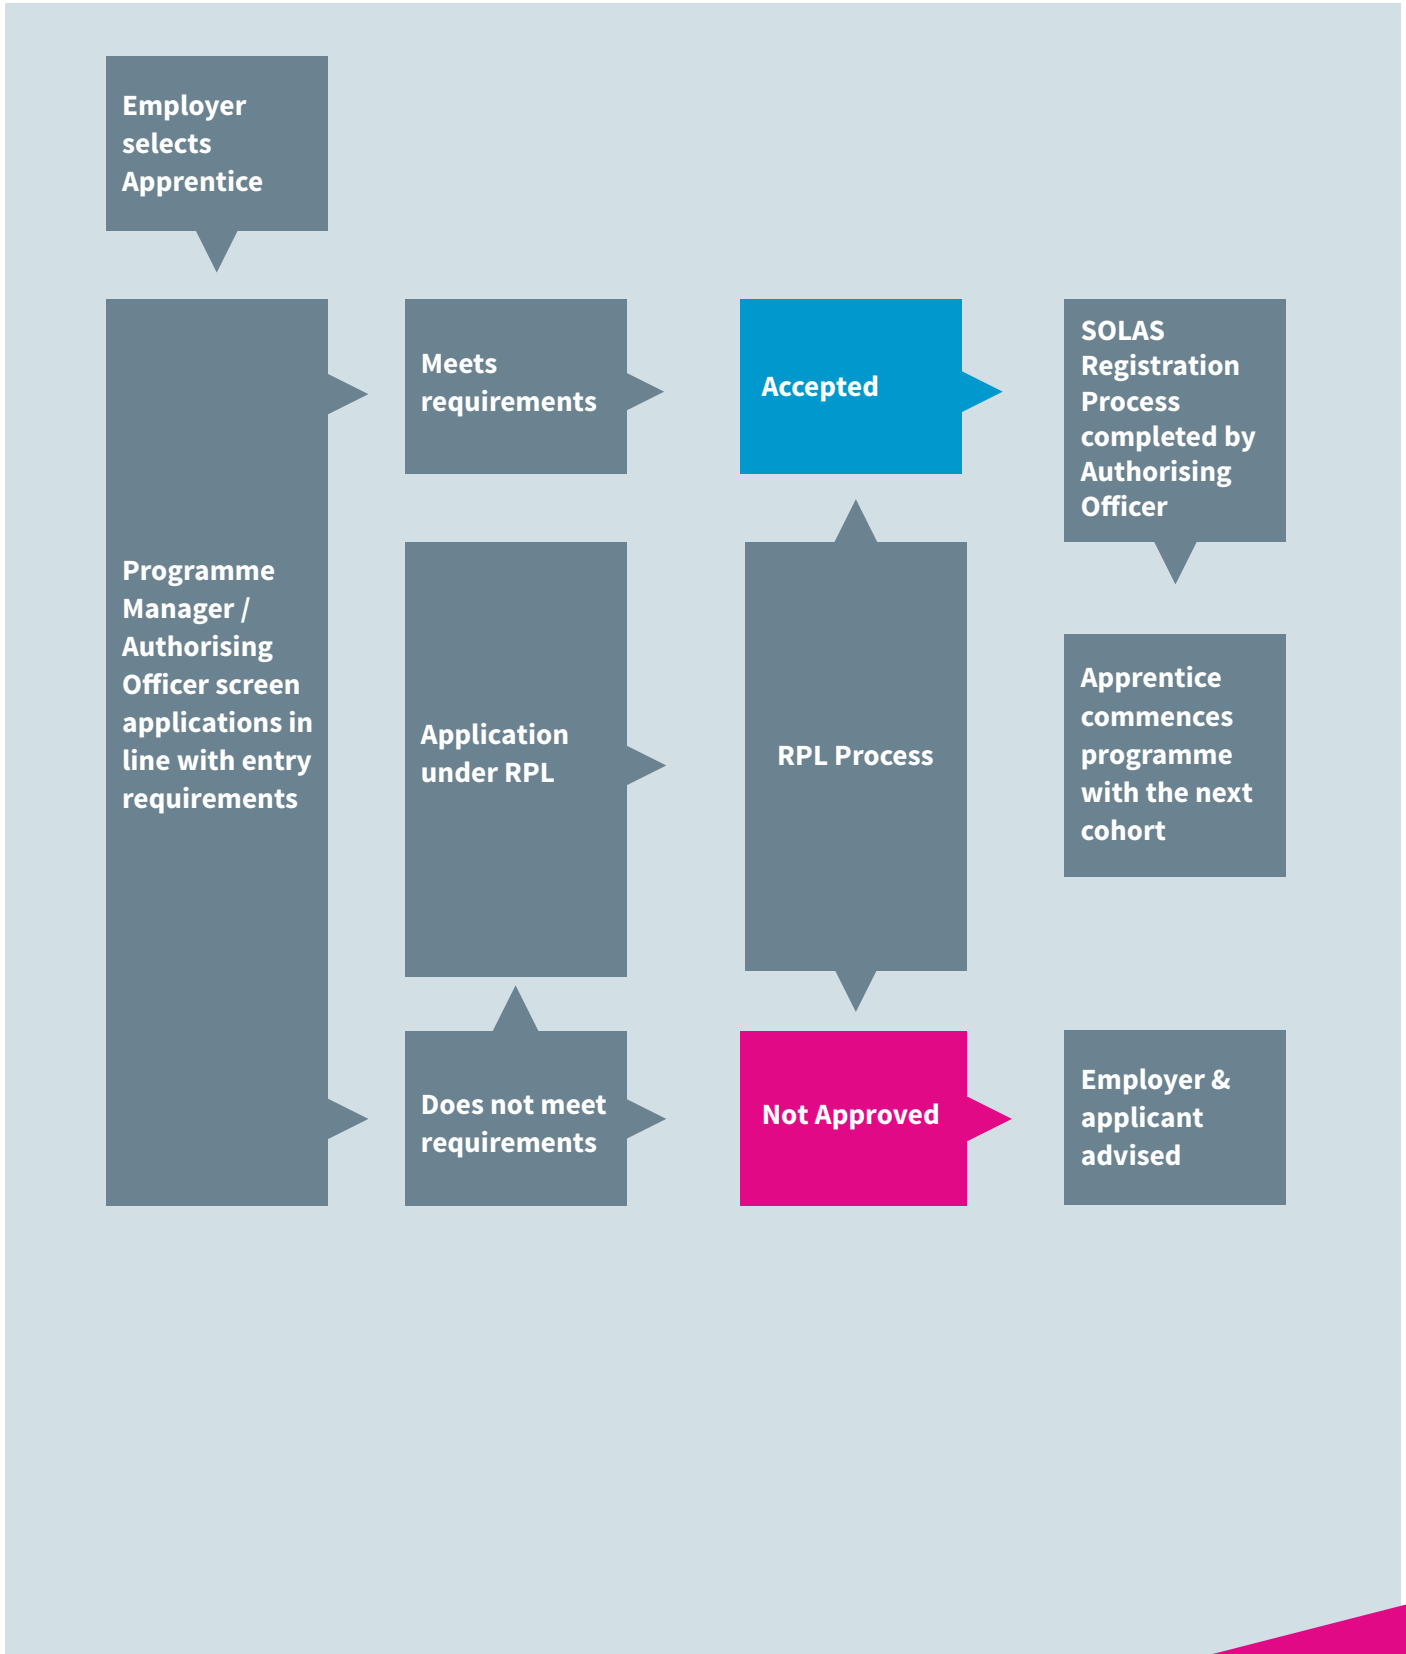 Employer
selects
Apprentice
Programme
Manager /
Authorising
Officer screen
applications in
line with entry
requirements
Meets
requirements
Accepted
SOLAS
Registration
Process
completed by
Authorising
Officer
Application
under RPL
RPL Process
Apprentice
commences
programme
with the next
cohort
Does not meet
requirements
Not Approved
Employer &
applicant
advised